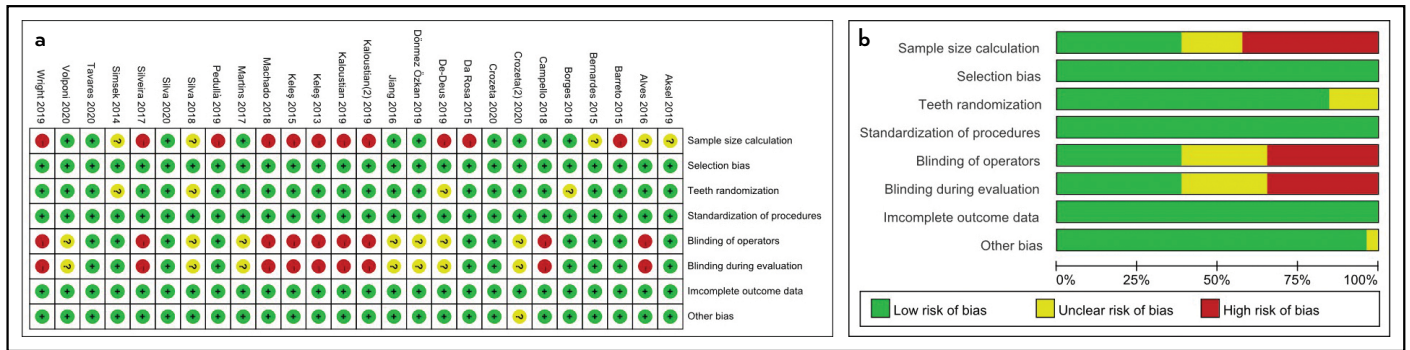 a
Wright 2019
Volponi 2020
Tavares 2020
Simsek 2014
Silveira 2017
Silva 2020
Silva 2018
Pedullà 2019
Martins 2017
Machado 2018
Keleş 2015
Keleş 2013
Kaloustian 2019
Kaloustian(2) 2019
Jiang 2016
Dönmez Özkan 2019
De-Deus 2019
Da Rosa 2015
Crozeta 2020
Crozeta(2) 2020
Campello 2018
Borges 2018
Bernardes 2015
Barreto 2015
Alves 2016
Aksel 2019
Sample size calculation
Selection bias
Teeth randomization
Standardization of procedures
Blinding of operators
Blinding during evaluation
Imcomplete outcome data
Other bias
b
Sample size calculation
Selection bias
Teeth randomization
Standardization of procedures
Blinding of operators
Blinding during evaluation
Imcomplete outcome data
Other bias
0% 25% 50% 75% 100%
Low risk of bias Unclear risk of bias High risk of bias